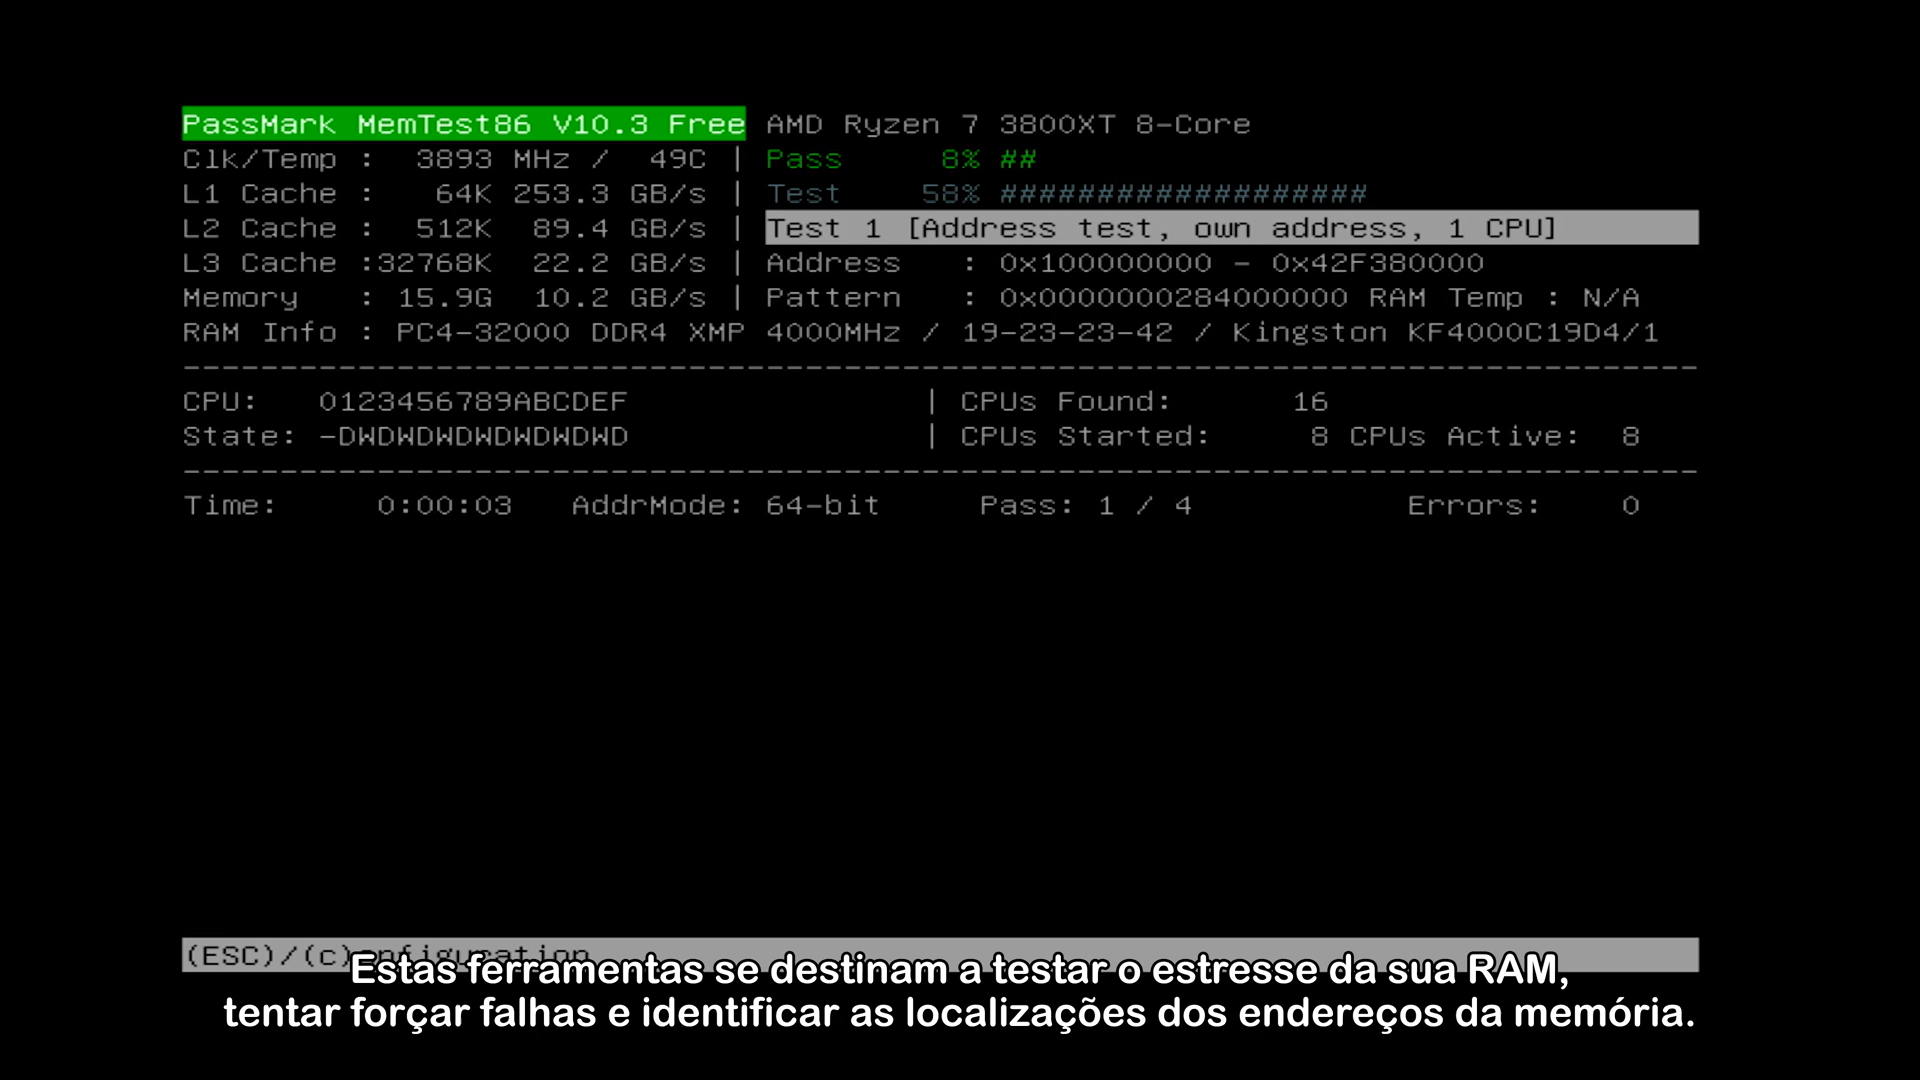 PassMark MemTest86 V10.3 Free AMD Ryzen 7 3800XT 8-Core
Clk/Temp : 3893 MHz / 49C | Pass 8% ##
L1 Cache : 64K 253.3 GB/s | Test 58% ###################
L2 Cache : 512K 89.4 GB/s | Test 1 [Address test, own address, 1 CPU]
L3 Cache :32768K 22.2 GB/s | Address : 0x100000000 - 0x42F380000
Memory : 15.9G 10.2 GB/s | Pattern : 0x0000000284000000 RAM Temp : N/A
RAM Info : PC4-32000 DDR4 XMP 4000MHz / 19-23-23-42 / Kingston KF4000C19D4/1
------------------------------------------------------------------------------
CPU: 0123456789ABCDEF | CPUs Found: 16
State: -DWDWDWDWDWDWDWD | CPUs Started: 8 CPUs Active: 8
------------------------------------------------------------------------------
Time: 0:00:03 AddrMode: 64-bit Pass: 1 / 4 Errors: 0
(ESC)/(c)onfiguration
Estas ferramentas se destinam a testar o estresse da sua RAM,
tentar forçar falhas e identificar as localizações dos endereços da memória.